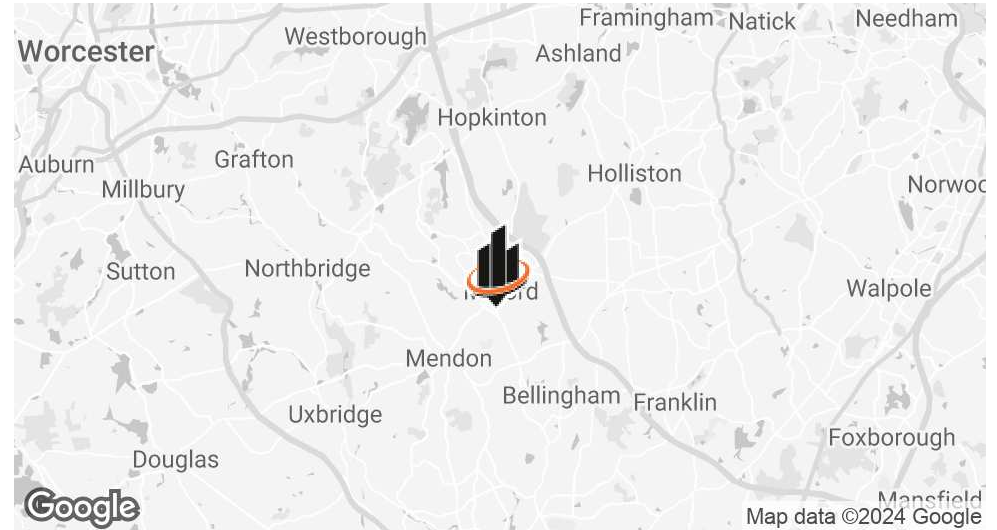 Framingham
Natick
Needham
Westborough
Worcester
Ashland
Hopkinton
Grafton
Auburn
Holliston
Millbury
Norwoo
Sutton
Northbridge
Walpole
Mendon
Bellingham
Franklin
Uxbridge
Foxborough
Douglas
Mansfield
Google
Map data ©2024 Google